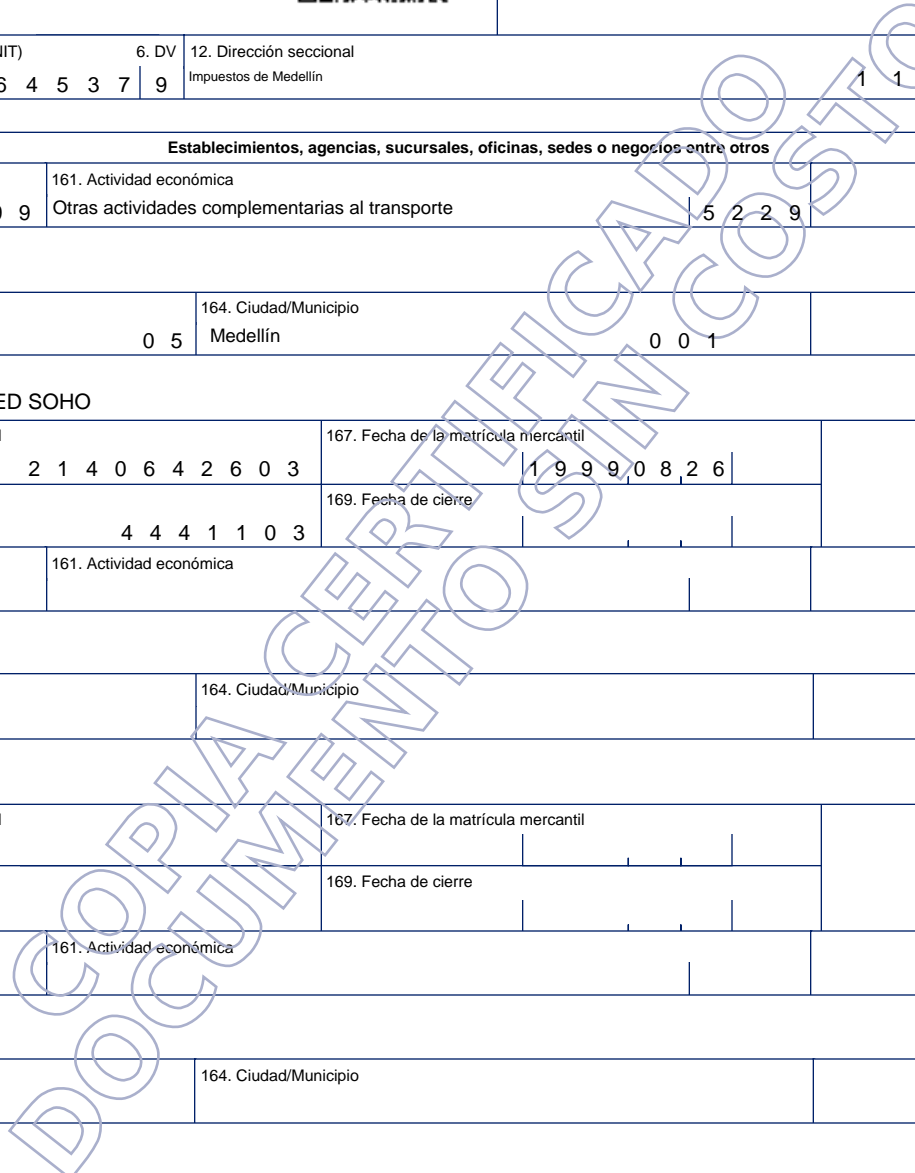 NIT) 6. DV 12. Dirección seccional
6 4 5 3 7 9 Impuestos de Medellín 1 1
Establecimientos, agencias, sucursales, oficinas, sedes o negocios entre otros
161. Actividad económica
9 Otras actividades complementarias al transporte 5 2 2 9
164. Ciudad/Municipio
0 5 Medellín 0 0 1
ED SOHO
167. Fecha de la matrícula mercantil
2 1 4 0 6 4 2 6 0 3 1 9 9 9 0 8 2 6
169. Fecha de cierre
4 4 4 1 1 0 3
161. Actividad económica
164. Ciudad/Municipio
167. Fecha de la matrícula mercantil
169. Fecha de cierre
161. Actividad económica
164. Ciudad/Municipio
COPIA CERTIFICADO
DOCUMENTO SIN COSTO